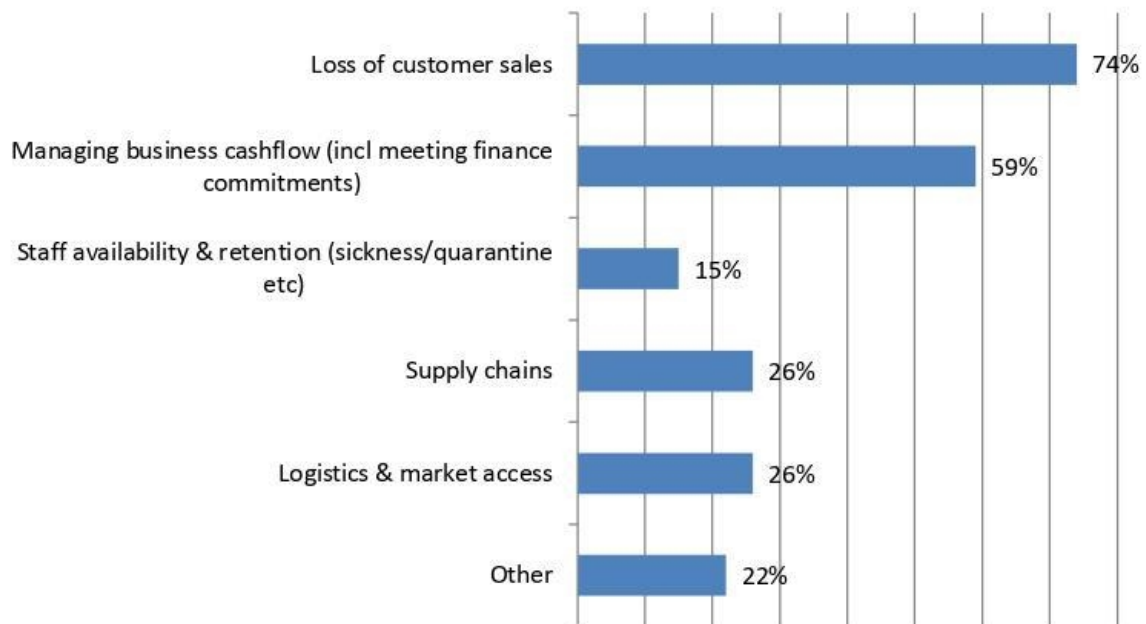 Loss of customer sales
74%
Managing business cashflow (incl meeting finance
commitments)
59%
Staff availability & retention (sickness/quarantine
etc)
15%
Supply chains
26%
Logistics & market access
26%
Other
22%